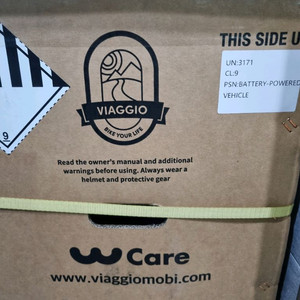 THIS SIDE U
UN:3171
CL:9
PSN:BATTERY-POWERED
VEHICLE
9
VIAGGIO
BIKE YOUR LIFE
Read the owner's manual and additional
warnings before using. Always wear a
helmet and protective gear
Care
www.viaggiomobi.com